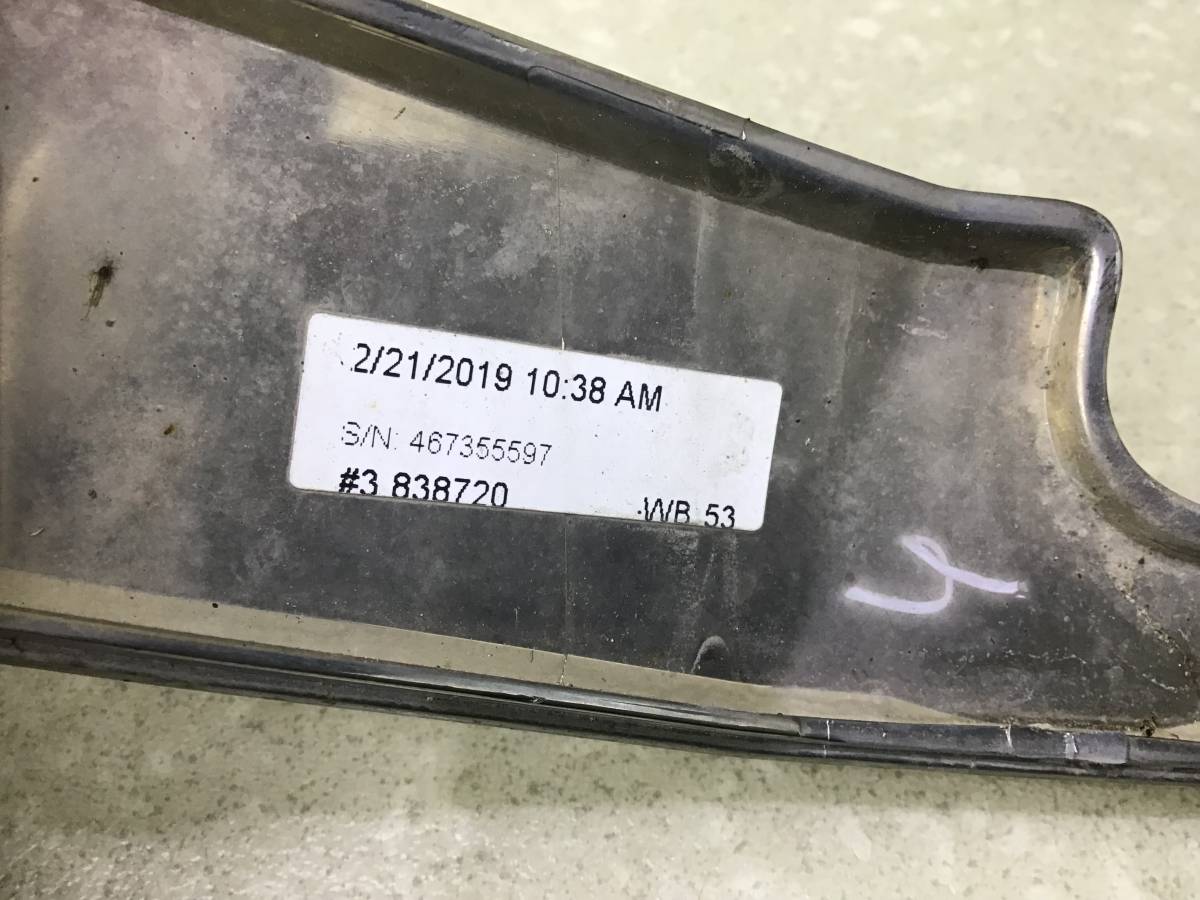 2/21/2019 10:38 AM
S/N: 467355597
#3 838720 WB 53